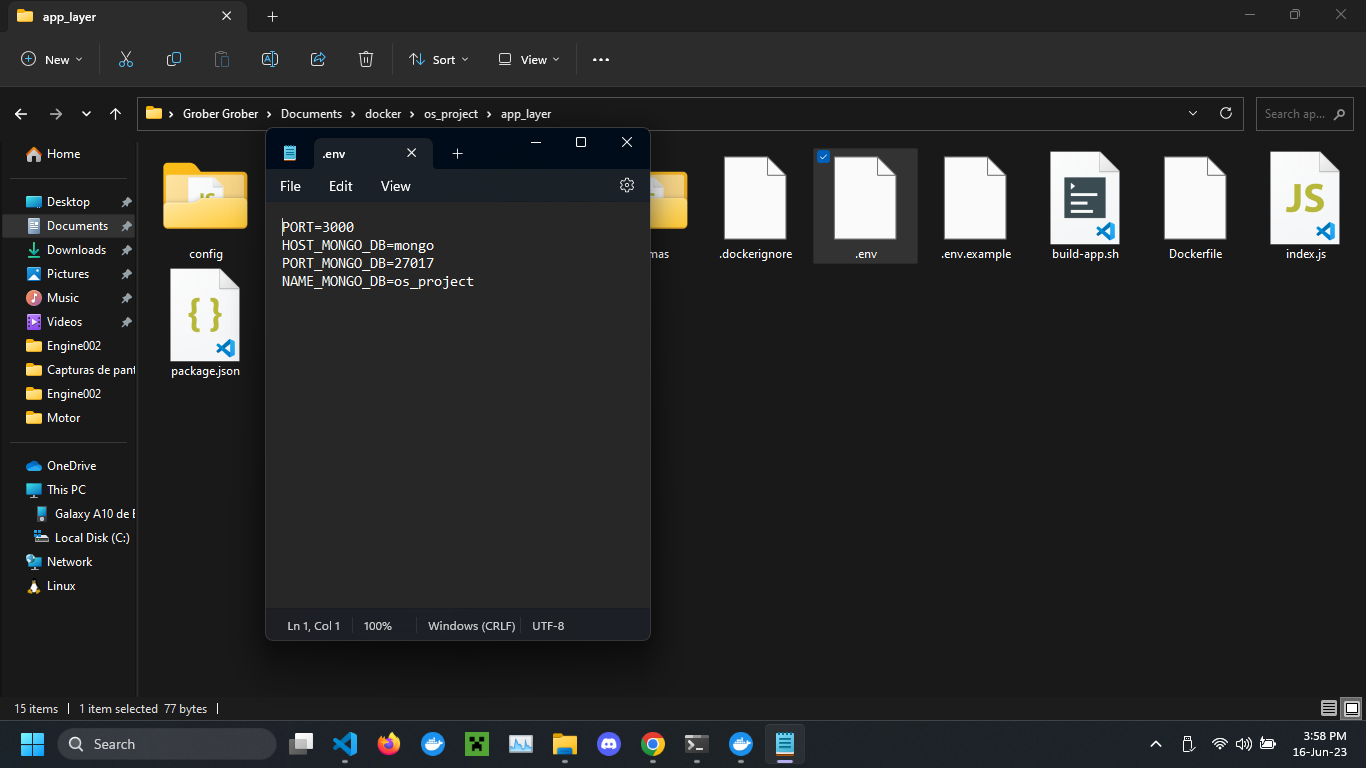 app_layer
New
Sort
View
Grober Grober
Documents
docker
os_project
app_layer
Search ap...
Home
Desktop
Documents
Downloads
Pictures
Music
Videos
Engine002
Capturas de pant
Engine002
Motor
OneDrive
This PC
Galaxy A10 de E
Local Disk (C:)
Network
Linux
.env
File
Edit
View
PORT=3000
HOST_MONGO_DB=mongo
PORT_MONGO_DB=27017
NAME_MONGO_DB=os_project
Ln 1, Col 1
100%
Windows (CRLF)
UTF-8
JS
config
mas
.dockerignore
.env
.env.example
build-app.sh
Dockerfile
JS
index.js
{ }
package.json
15 items
1 item selected 77 bytes
Search
3:58 PM
16-Jun-23